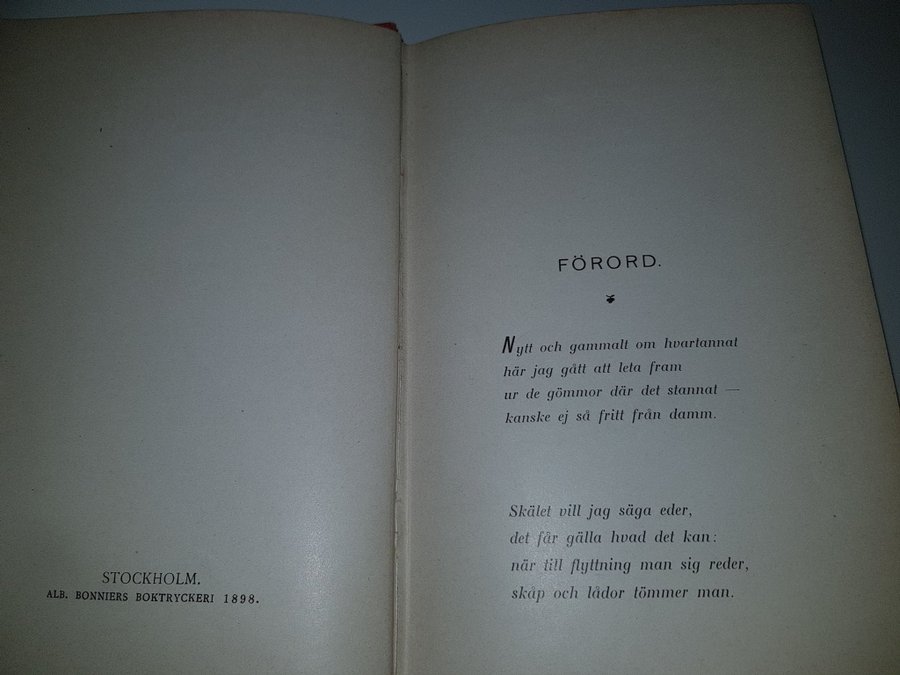 STOCKHOLM.
ALB. BONNIERS BOKTRYCKERI 1898.
FÖRORD.
Nytt och gammalt om hvartannat
här jag gått att leta fram
ur de gömmor där det stannat —
kanske ej så fritt från damm.
Skälet vill jag säga eder,
det får gälla hvad det kan:
när till flyttning man sig reder,
skåp och lådor tömmer man.